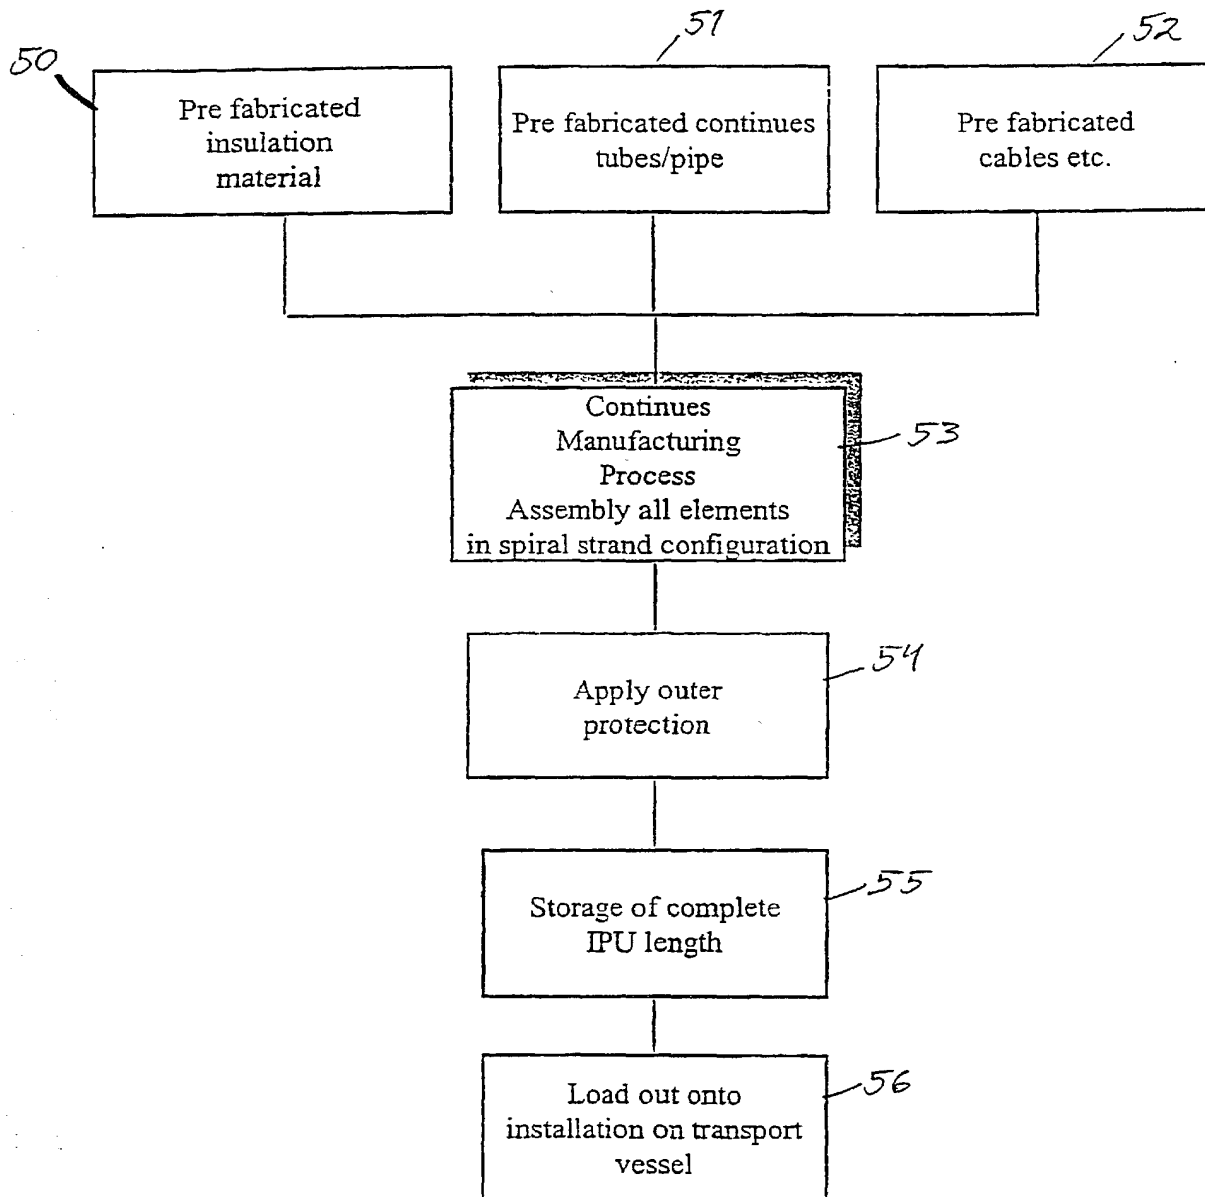 50
51
52
Pre fabricated
insulation
material
Pre fabricated continues
tubes/pipe
Pre fabricated
cables etc.
Continues
Manufacturing
Process
Assembly all elements
in spiral strand configuration
53
Apply outer
protection
54
Storage of complete
IPU length
55
Load out onto
installation on transport
vessel
56